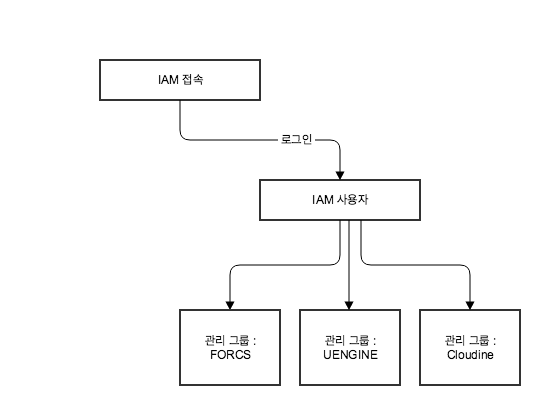 IAM 접속
로그인
IAM 사용자
관리 그룹 :
FORCS
관리 그룹 :
UENGINE
관리 그룹 :
Cloudine